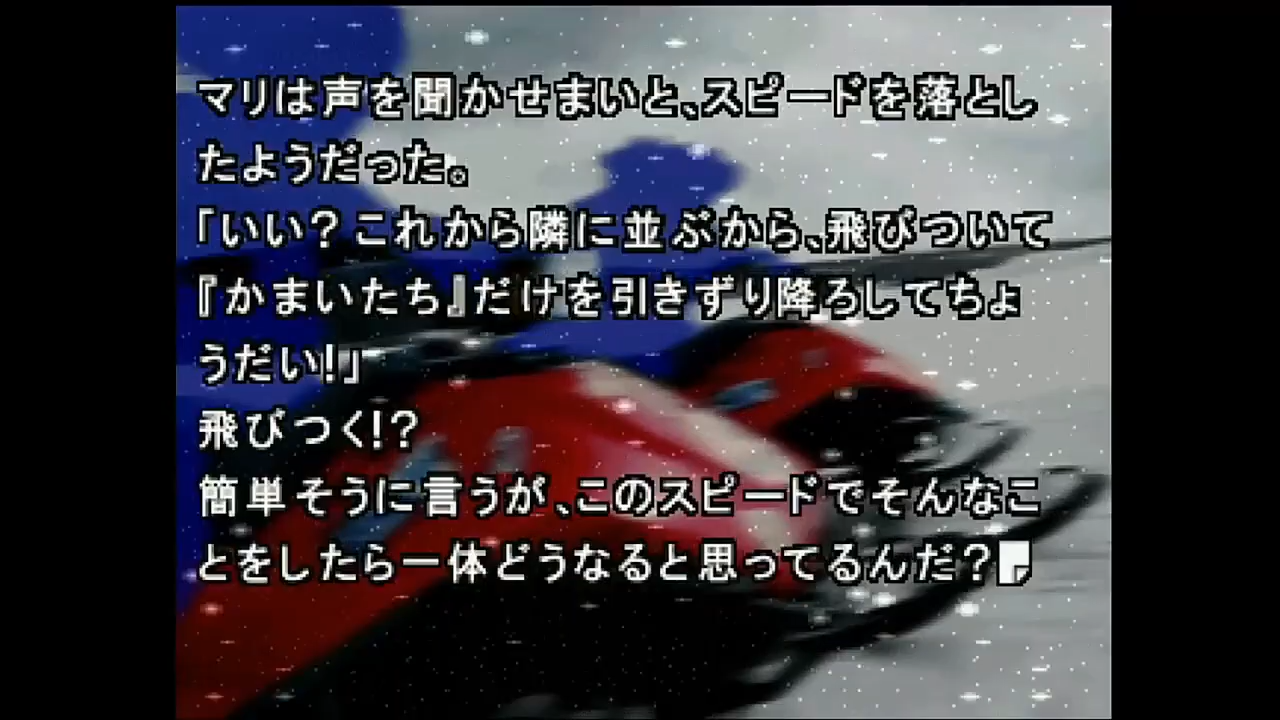 マリは声を聞かせまいと、スピードを落とし
たようだった。
「いい？これから隣に並ぶから、飛びついて
『かまいたち』だけを引きずり降ろしてちょ
うだい！」
飛びつく！？
簡単そうに言うが、このスピードでそんなこ
とをしたら一体どうなると思ってるんだ？